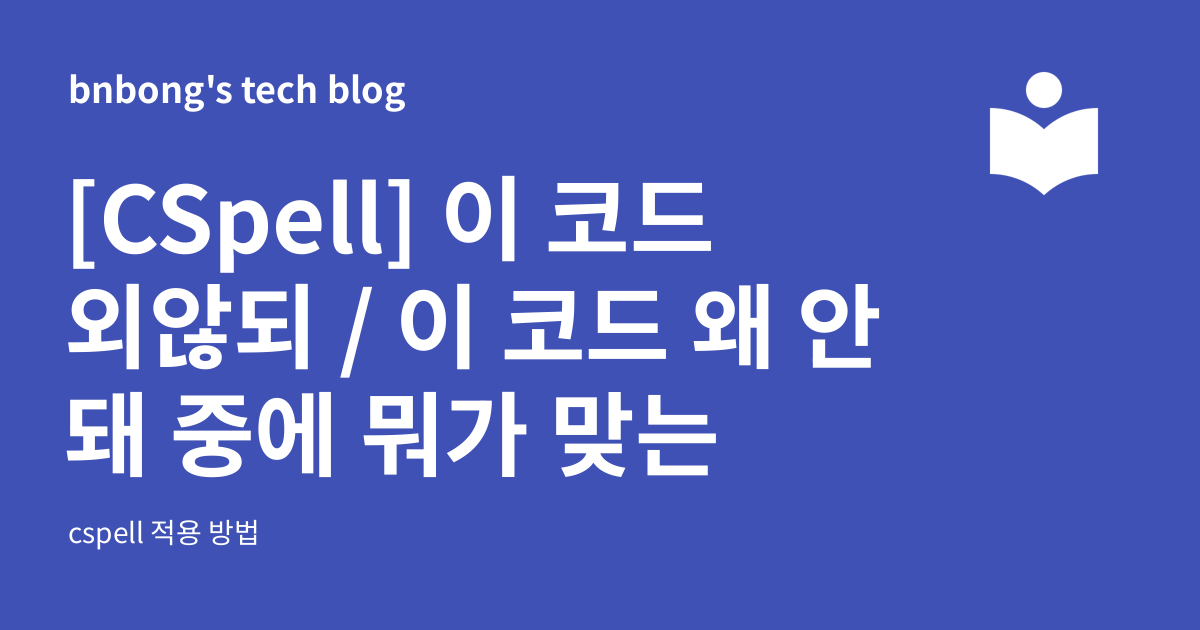 bnbong's tech blog
[CSpell] 이 코드
외않되 / 이 코드 왜 안
돼 중에 뭐가 맞는
cspell 적용 방법